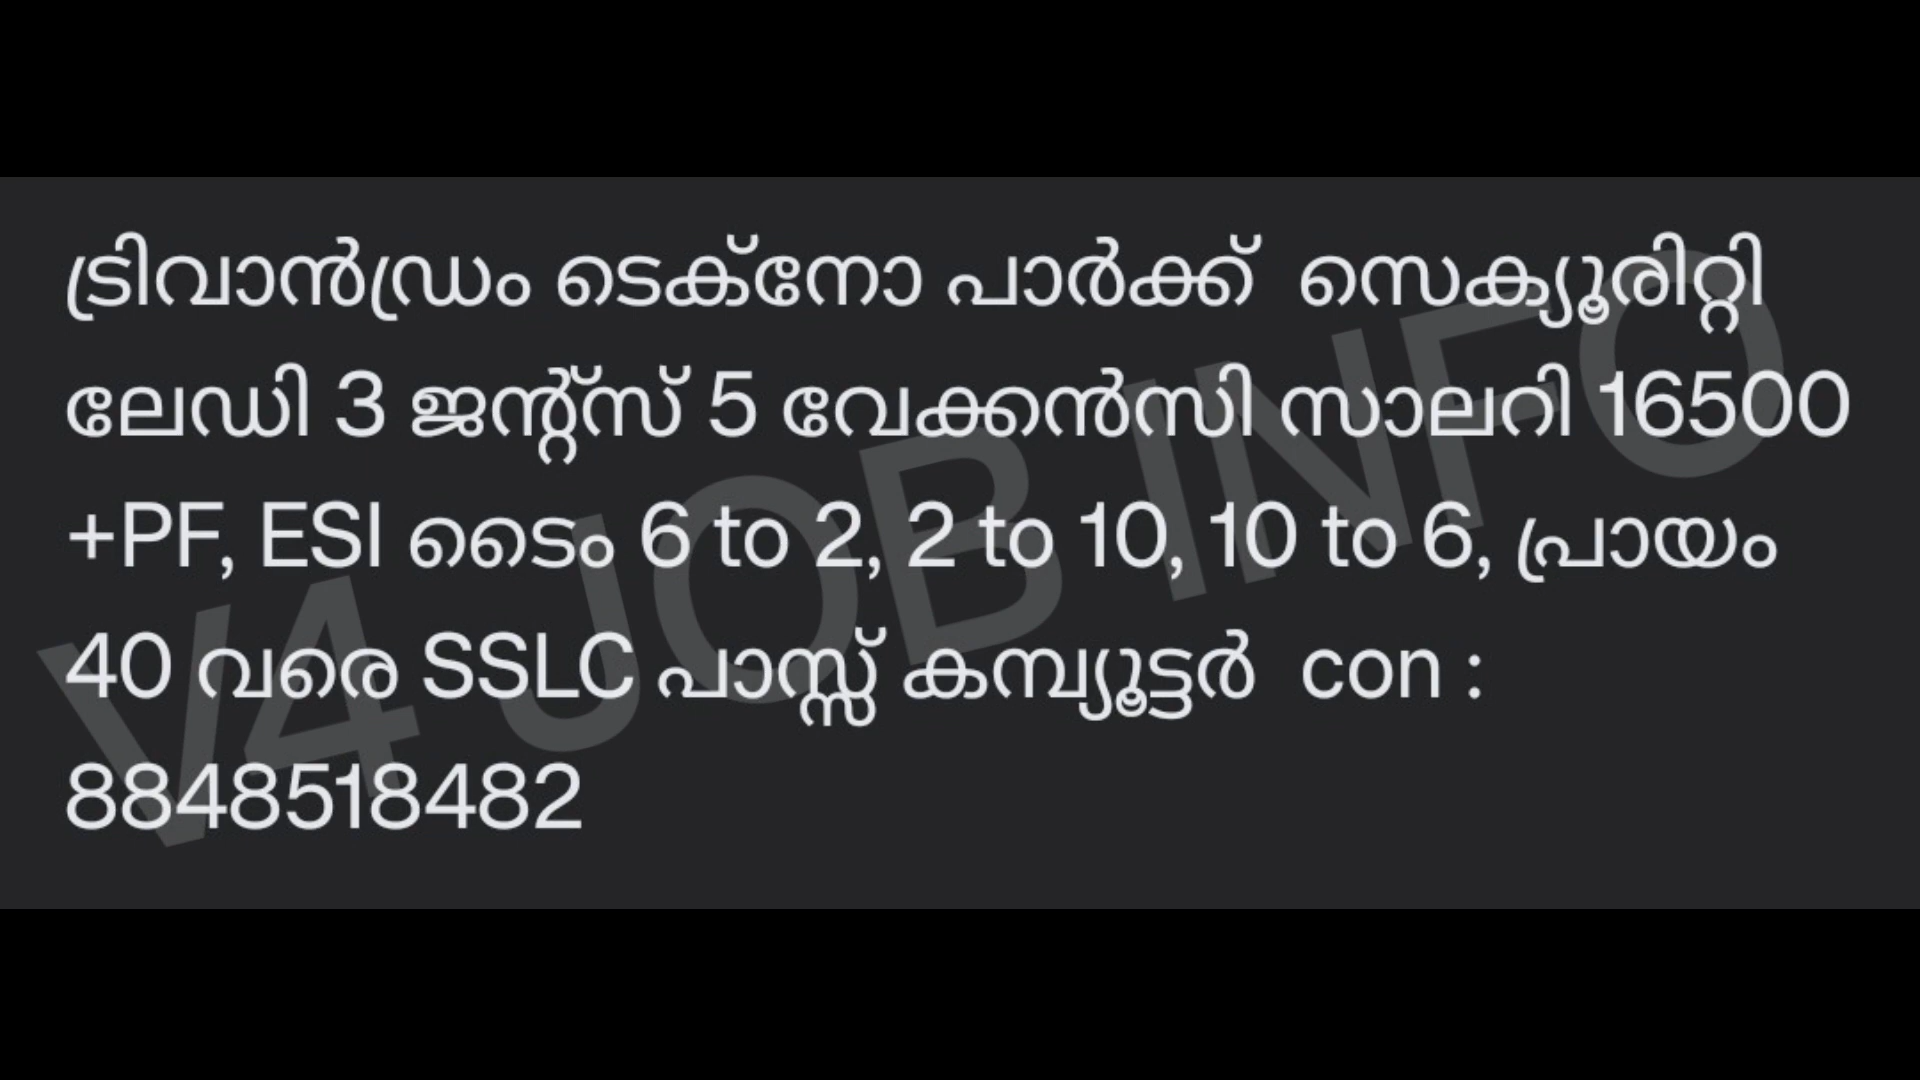 ട്രിവാൻഡ്രം ടെക്നോ പാർക്ക് സെക്യൂരിറ്റി
ലേഡി 3 ജന്റ്സ് 5 വേക്കൻസി സാലറി 16500
+PF, ESI ടൈം 6 to 2, 2 to 10, 10 to 6, പ്രായം
40 വരെ SSLC പാസ്സ് കമ്പ്യൂട്ടർ con :
8848518482
V4 JOB INFO